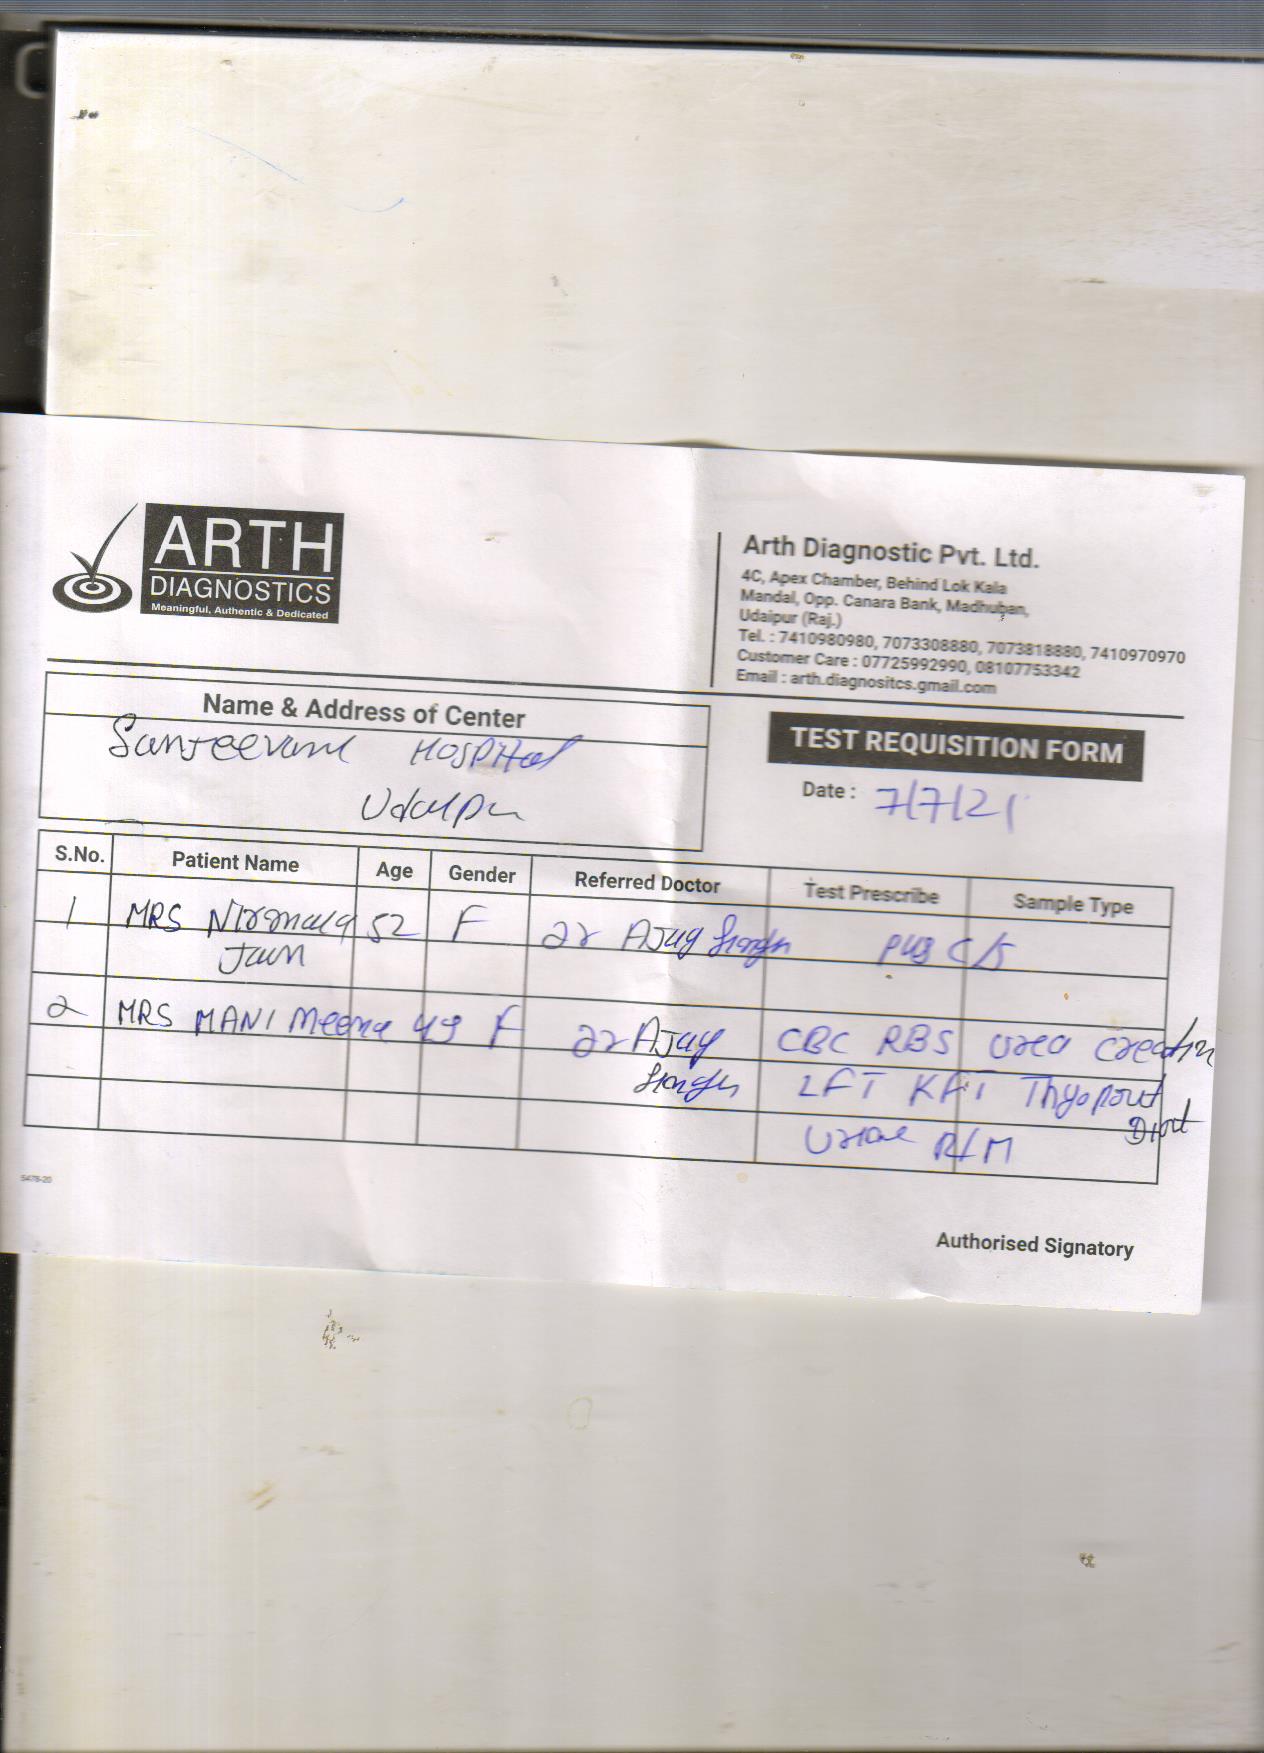 ARTH
DIAGNOSTICS
Meaningful, Authentic & Dedicated
Arth Diagnostic Pvt. Ltd.
4C, Apex Chamber, Behind Lok Kala
Mandal, Opp. Canara Bank, Madhuban,
Udaipur (Raj.)
Tel. : 7410980980, 7073308880, 7073818880, 7410970970
Customer Care : 07725992990, 08107753342
Email : arth.diagnositcs.gmail.com
Name & Address of Center
Sanjeevani Hospital
Udaipur
TEST REQUISITION FORM
Date : 7/7/21
S.No. Patient Name Age Gender Referred Doctor Test Prescribe Sample Type
1 MRS Nirmala 52 F Dr Ajay Singh pus C/S
Jain
2 MRS MANI Meena 49 F Dr Ajay CBC RBS Urea Creatin
Singh LFT KFT
Urine R/M
5478-20
Authorised Signatory